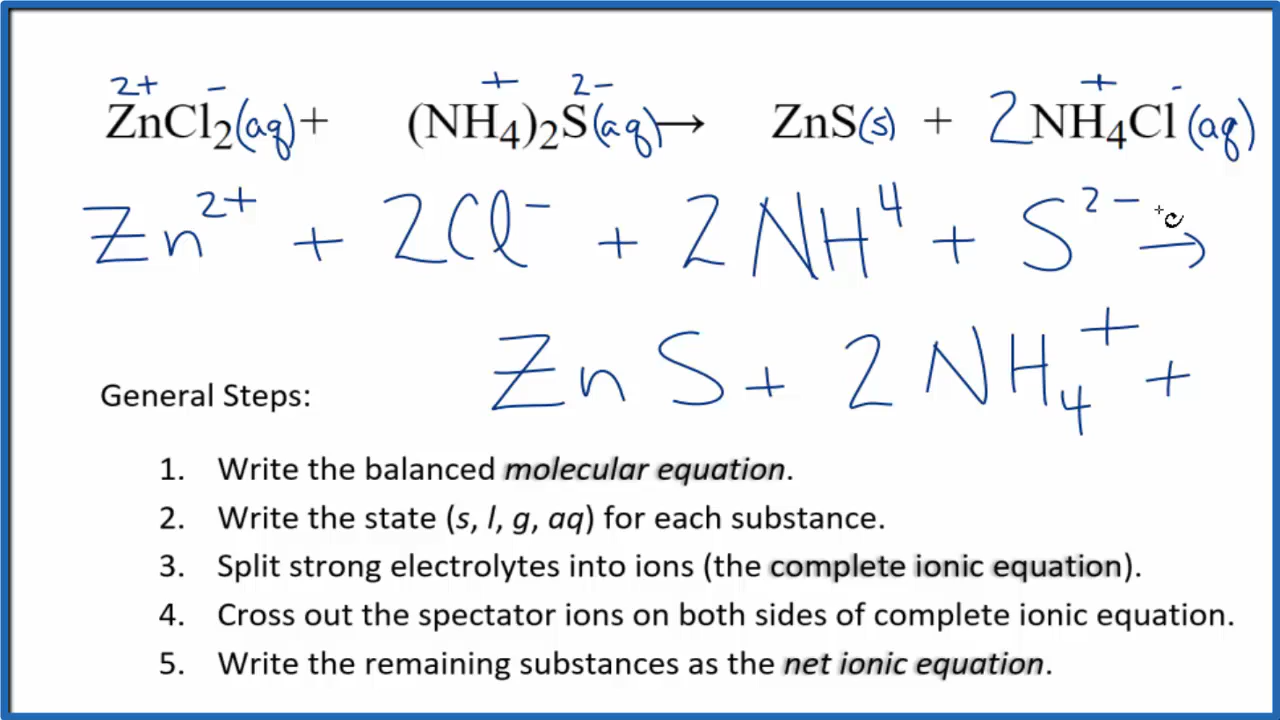 2+ - + 2- + -
ZnCl₂(aq) + (NH₄)₂S(aq) → ZnS(s) + 2NH₄Cl(aq)
Zn²⁺ + 2Cl⁻ + 2NH⁴ + S²⁻ →
ZnS + 2NH₄⁺ +
General Steps:
1. Write the balanced molecular equation.
2. Write the state (s, l, g, aq) for each substance.
3. Split strong electrolytes into ions (the complete ionic equation).
4. Cross out the spectator ions on both sides of complete ionic equation.
5. Write the remaining substances as the net ionic equation.